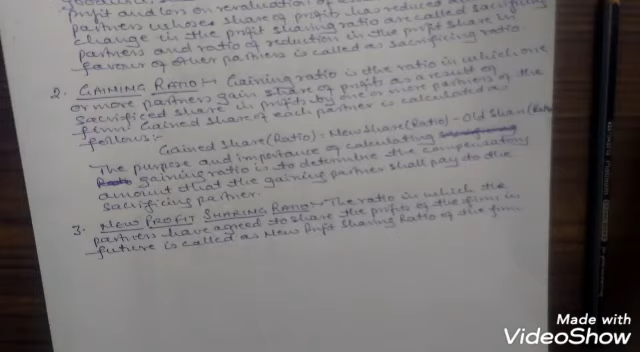 profit and loss on revaluation of
partners whose share of profits has reduced
change in the profit sharing ratio are called sacrificing
partners and ratio of reduction in the profit share in
favour of other partners is called as sacrificing ratio
2. GAINING RATIO:- Gaining ratio is the ratio in which one
or more partners gain share of profits as a result of
sacrificed share in profits by one or more partners of the
firm. Gained share of each partner is calculated as
follows:-
Gained Share (Ratio) = New Share (Ratio) - Old Share (Ratio)
The purpose and importance of calculating
gaining ratio is to determine the compensatory
amount that the gaining partner shall pay to the
sacrificing partner.
3. NEW PROFIT SHARING RATIO:- The ratio in which the
partners have agreed to share the profits of the firm in
future is called as New Profit Sharing Ratio of the firm.
Made with
VideoShow